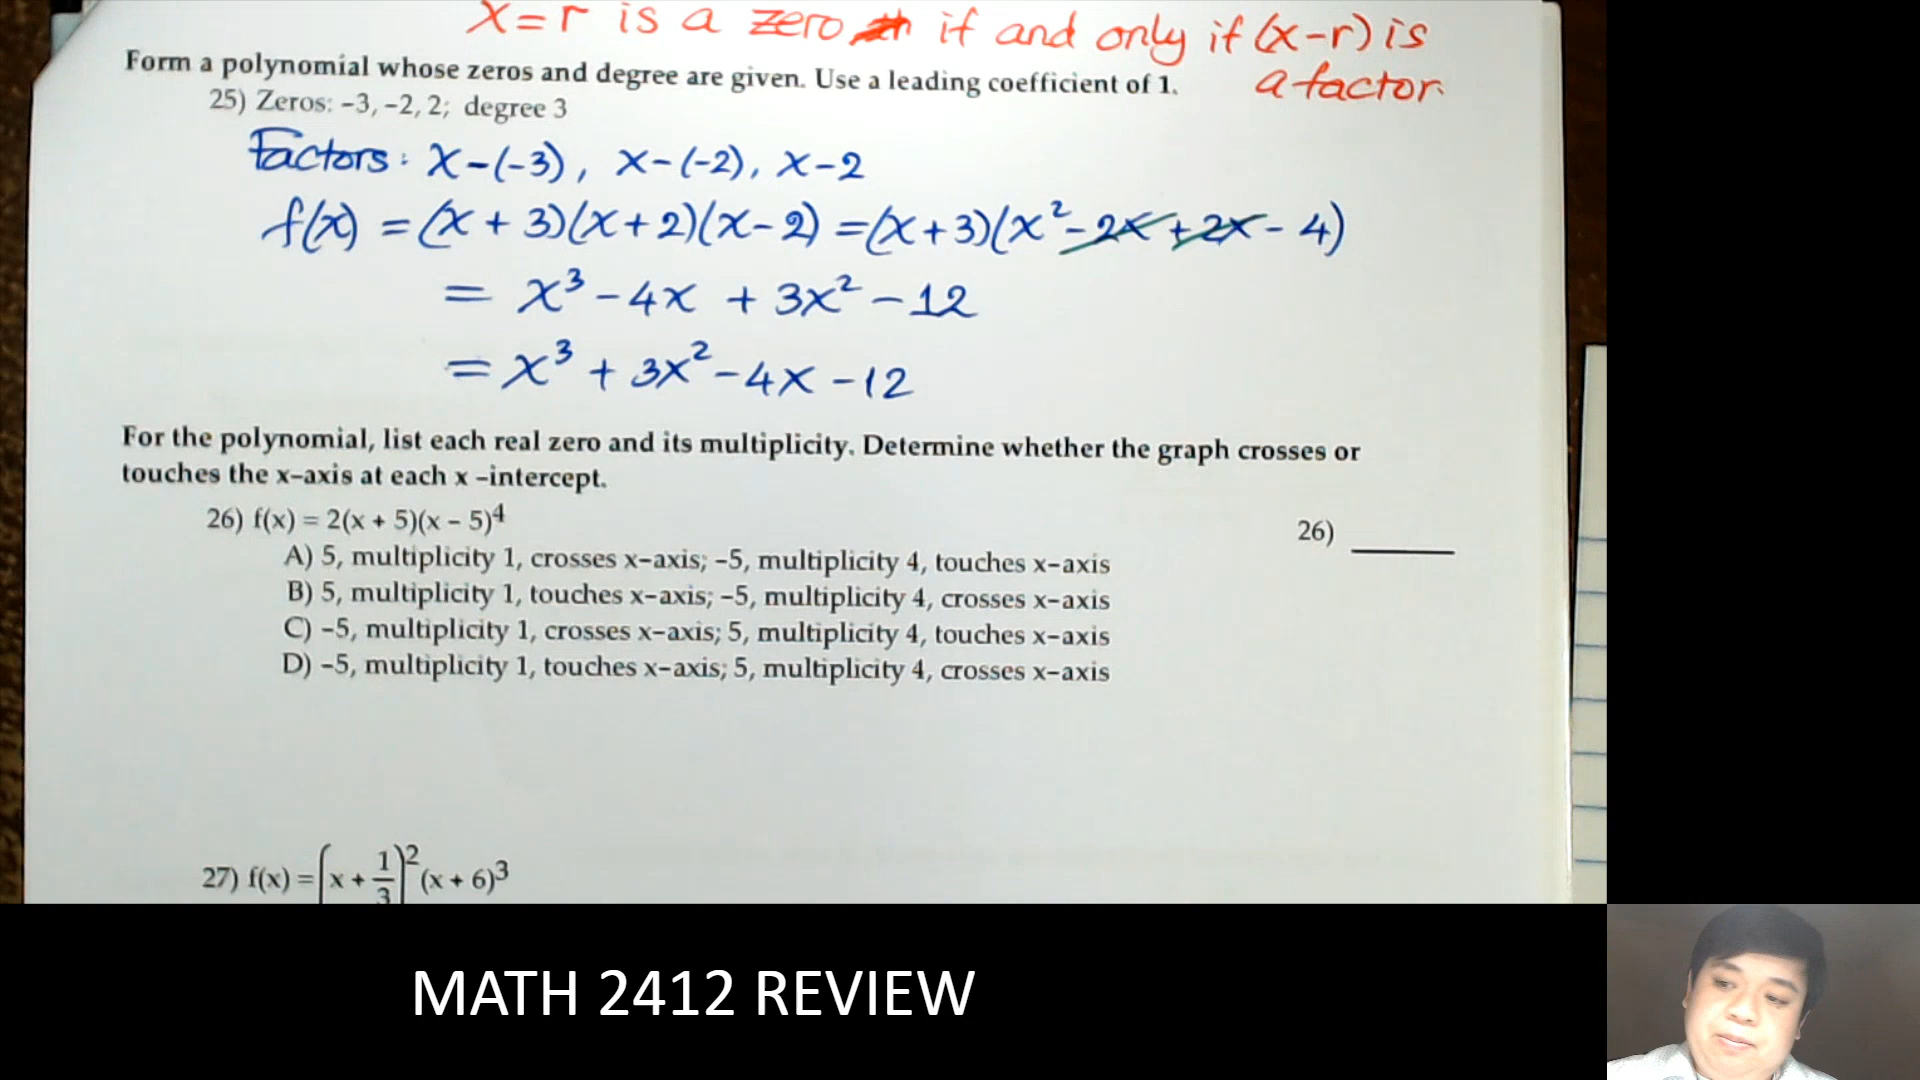 x=r is a zero if and only if (x-r) is
a factor.
Form a polynomial whose zeros and degree are given. Use a leading coefficient of 1.
25) Zeros: -3, -2, 2; degree 3
Factors: x-(-3), x-(-2), x-2
f(x) = (x+3)(x+2)(x-2) = (x+3)(x²-2x+2x-4)
= x³-4x + 3x²-12
= x³ + 3x²-4x-12
For the polynomial, list each real zero and its multiplicity. Determine whether the graph crosses or
touches the x-axis at each x -intercept.
26) f(x) = 2(x + 5)(x - 5)⁴
26) ______
A) 5, multiplicity 1, crosses x-axis; -5, multiplicity 4, touches x-axis
B) 5, multiplicity 1, touches x-axis; -5, multiplicity 4, crosses x-axis
C) -5, multiplicity 1, crosses x-axis; 5, multiplicity 4, touches x-axis
D) -5, multiplicity 1, touches x-axis; 5, multiplicity 4, crosses x-axis
27) f(x) = (x + 1/3)²(x + 6)³
MATH 2412 REVIEW